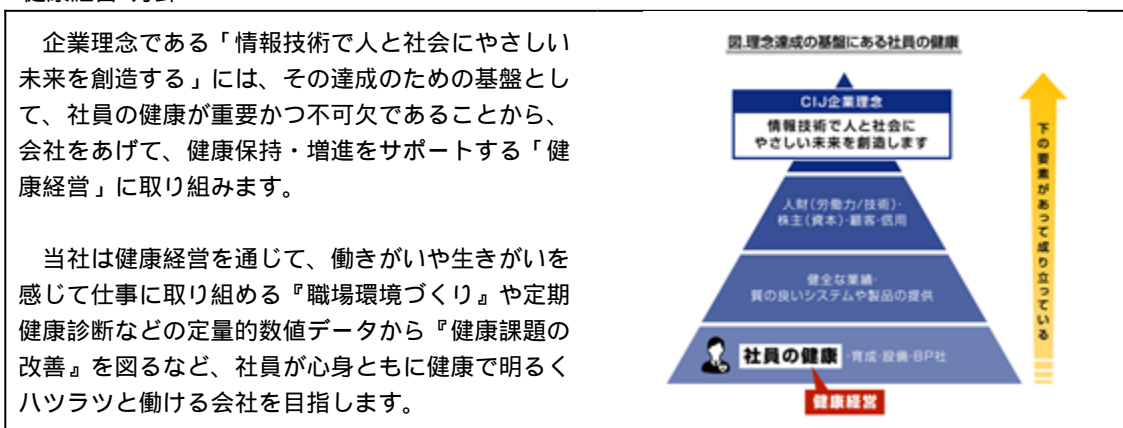 企業理念である「情報技術で人と社会にやさしい
未来を創造する」には、その達成のための基盤とし
て、社員の健康が重要かつ不可欠であることから、
会社をあげて、健康保持・増進をサポートする「健
康経営」に取り組みます。
当社は健康経営を通じて、働きがいや生きがいを
感じて仕事に取り組める『職場環境づくり』や定期
健康診断などの定量的数値データから『健康課題の
改善』を図るなど、社員が心身ともに健康で明るく
ハツラツと働ける会社を目指します。
図.理念達成の基盤にある社員の健康
CIJ企業理念
情報技術で人と社会に
やさしい未来を創造します
人財(労働力/技術)・
株主(資本)・顧客・信用
健全な業績・
質の良いシステムや製品の提供
社員の健康・育成・設備・BP社
健康経営
下の要素があって成り立っている